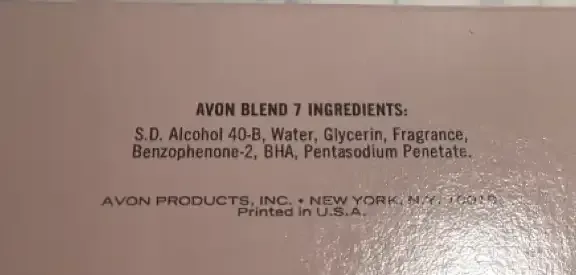 AVON BLEND 7 INGREDIENTS:
S.D. Alcohol 40-B, Water, Glycerin, Fragrance,
Benzophenone-2, BHA, Pentasodium Penetate.
AVON PRODUCTS, INC. • NEW YORK, N.Y. 10019
Printed in U.S.A.